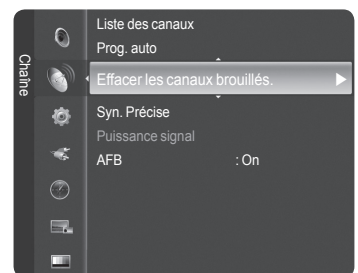 Chaîne
Liste des canaux
Prog. auto
Effacer les canaux brouillés.
Syn. Précise
Puissance signal
AFB : On